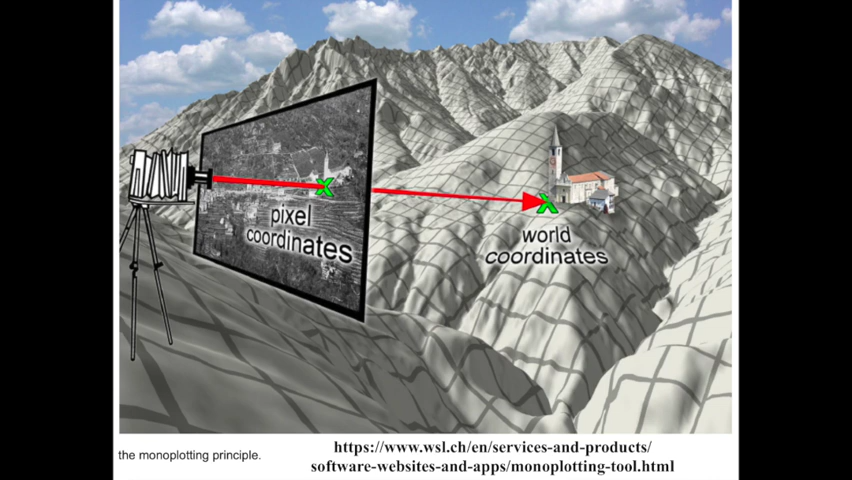 pixel
coordinates
world
coordinates
the monoplotting principle.
https://www.wsl.ch/en/services-and-products/
software-websites-and-apps/monoplotting-tool.html